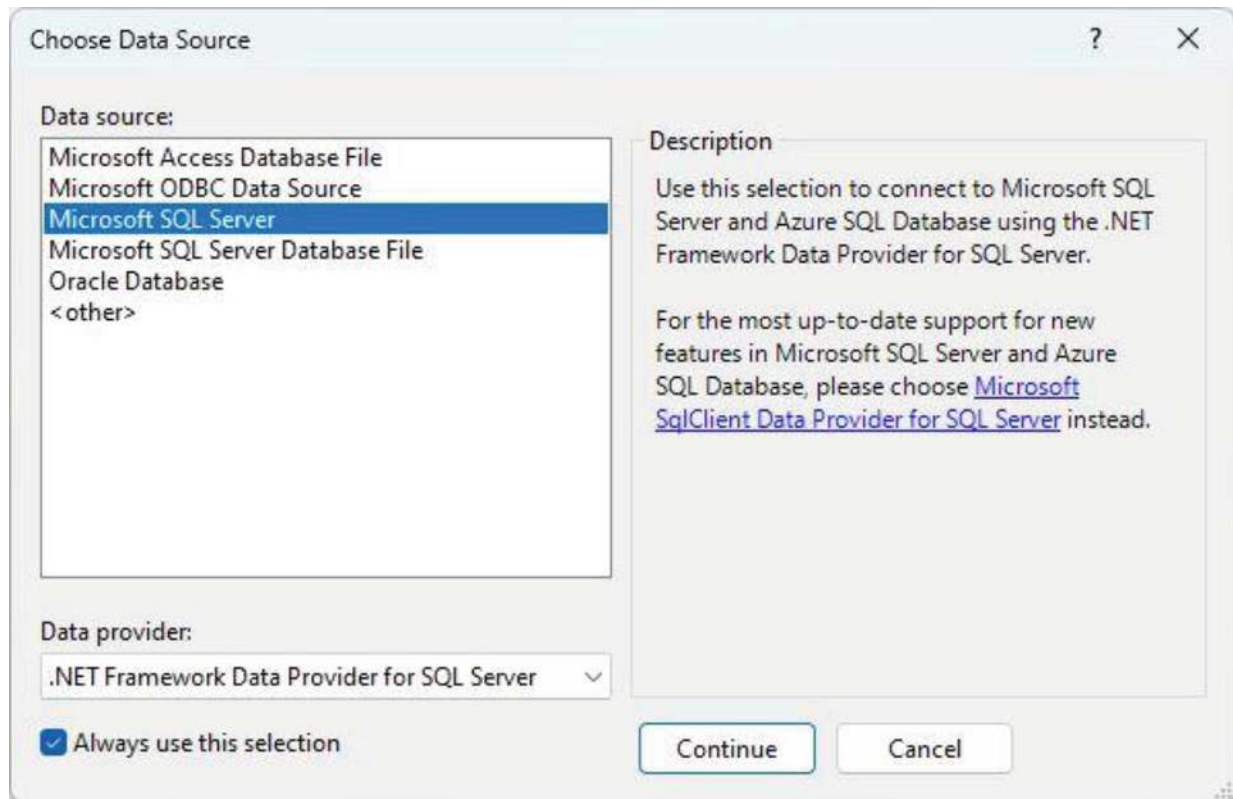 Choose Data Source
?
Data source:
Microsoft Access Database File
Microsoft ODBC Data Source
Microsoft SQL Server
Microsoft SQL Server Database File
Oracle Database
<other>
Data provider:
.NET Framework Data Provider for SQL Server
Always use this selection
Description
Use this selection to connect to Microsoft SQL
Server and Azure SQL Database using the .NET
Framework Data Provider for SQL Server.
For the most up-to-date support for new
features in Microsoft SQL Server and Azure
SQL Database, please choose Microsoft
SqlClient Data Provider for SQL Server instead.
Continue
Cancel